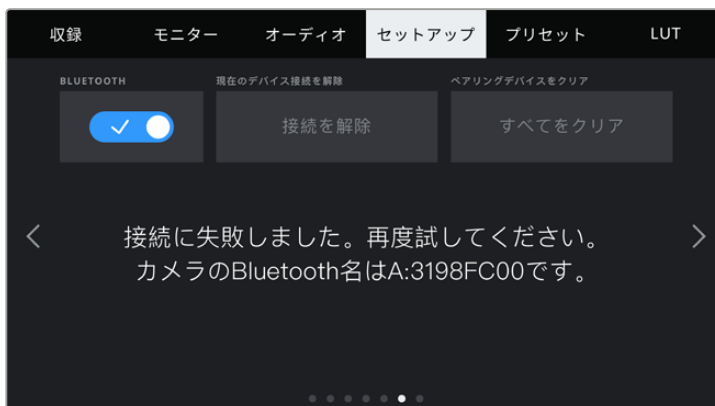 収録 モニター オーディオ セットアップ プリセット LUT
BLUETOOTH 現在のデバイス接続を解除 ペアリングデバイスをクリア
接続を解除 すべてをクリア
接続に失敗しました。再度試してください。
カメラのBluetooth名はA:3198FC00です。